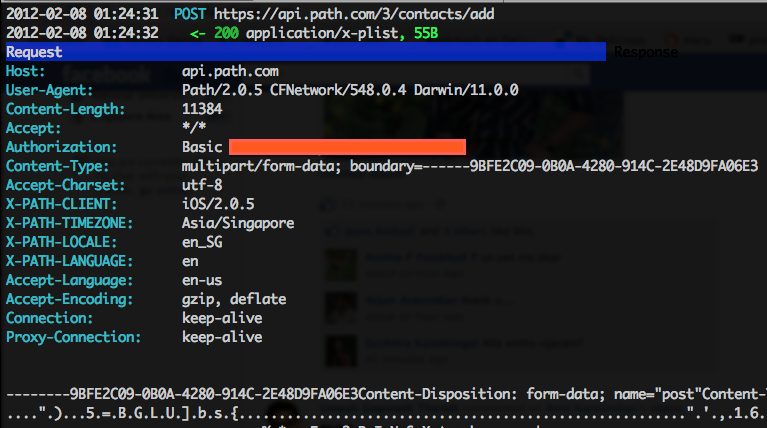 2012-02-08 01:24:31 POST https://api.path.com/3/contacts/add
2012-02-08 01:24:32 <- 200 application/x-plist, 55B
Request Response
Host: api.path.com
User-Agent: Path/2.0.5 CFNetwork/548.0.4 Darwin/11.0.0
Content-Length: 11384
Accept: */*
Authorization: Basic
Content-Type: multipart/form-data; boundary=------9BFE2C09-0B0A-4280-914C-2E48D9FA06E3
Accept-Charset: utf-8
X-PATH-CLIENT: iOS/2.0.5
X-PATH-TIMEZONE: Asia/Singapore
X-PATH-LOCALE: en_SG
X-PATH-LANGUAGE: en
Accept-Language: en-us
Accept-Encoding: gzip, deflate
Connection: keep-alive
Proxy-Connection: keep-alive
--------9BFE2C09-0B0A-4280-914C-2E48D9FA06E3Content-Disposition: form-data; name="post"Content-
....".)...5.=.B.G.L.U.].b.s.{..................................................".'.,.1.6.